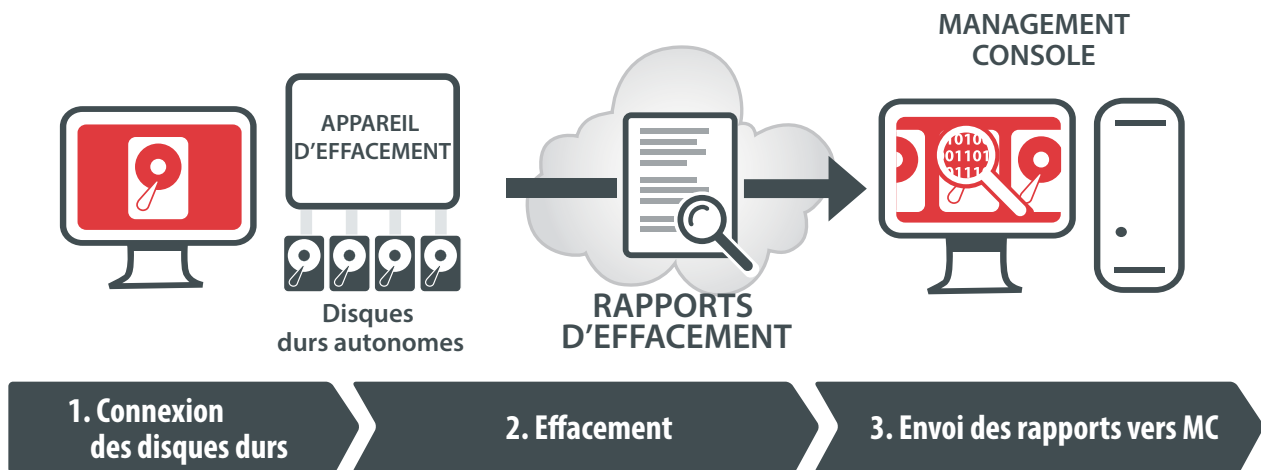 MANAGEMENT
CONSOLE
APPAREIL
D'EFFACEMENT
Disques
durs autonomes
RAPPORTS
D'EFFACEMENT
1. Connexion
des disques durs
2. Effacement
3. Envoi des rapports vers MC